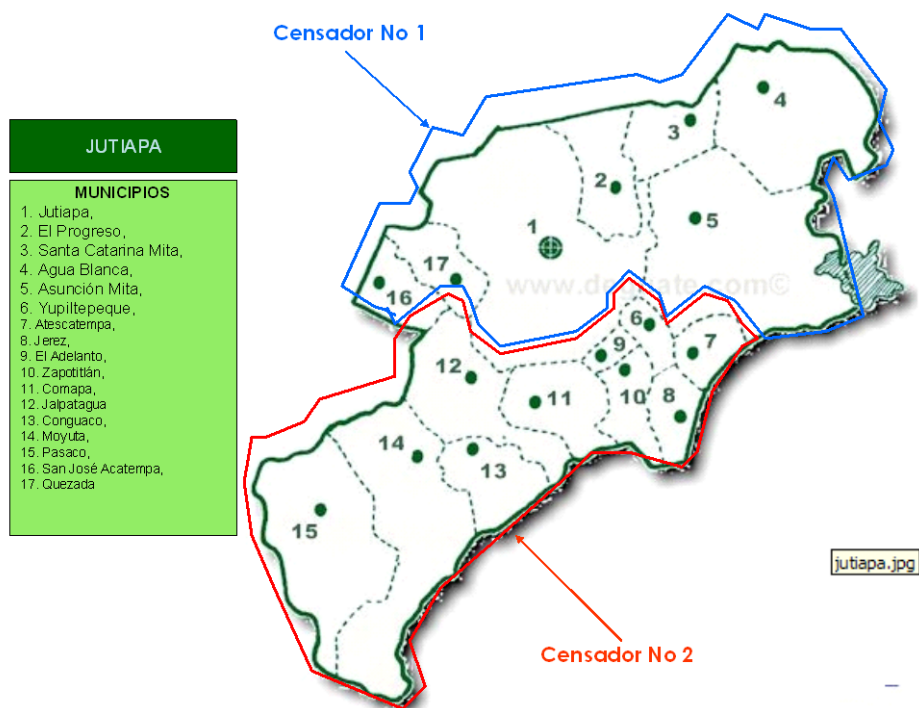 Censador No 1
JUTIAPA
MUNICIPIOS
1. Jutiapa,
2. El Progreso,
3. Santa Catarina Mita,
4. Agua Blanca,
5. Asunción Mita,
6. Yupiltepeque,
7. Atescatempa,
8. Jerez,
9. El Adelanto,
10. Zapotitlán,
11. Comapa,
12. Jalpatagua
13. Conguaco,
14. Moyuta,
15. Pasaco,
16. San José Acatempa,
17. Quezada
4
3
2
1
5
17
16
6
7
9
12
10
11
8
14
13
15
jutiapa.jpg
Censador No 2